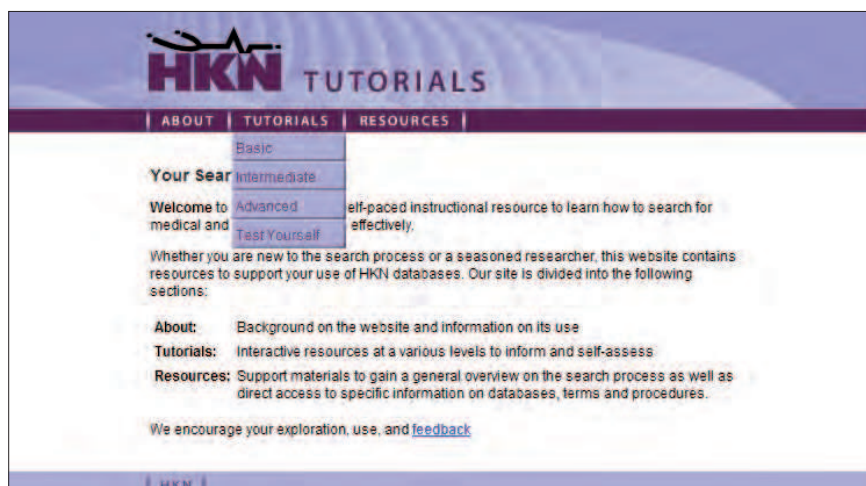 HKN TUTORIALS
ABOUT TUTORIALS RESOURCES
Basic
Intermediate
Advanced
Test Yourself
Your Sear
Welcome to elf-paced instructional resource to learn how to search for
medical and effectively.
Whether you are new to the search process or a seasoned researcher, this website contains
resources to support your use of HKN databases. Our site is divided into the following
sections:
About: Background on the website and information on its use
Tutorials: Interactive resources at a various levels to inform and self-assess
Resources: Support materials to gain a general overview on the search process as well as
direct access to specific information on databases, terms and procedures.
We encourage your exploration, use, and feedback
HKN